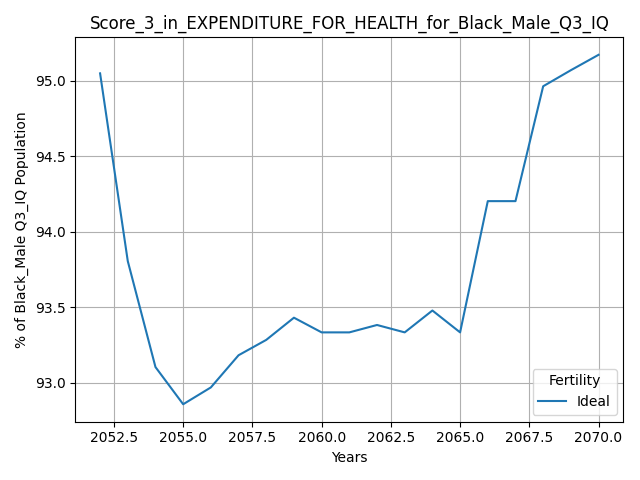 Score_3_in_EXPENDITURE_FOR_HEALTH_for_Black_Male_Q3_IQ
% of Black_Male Q3_IQ Population
95.0
94.5
94.0
93.5
93.0
Fertility
Ideal
2052.5 2055.0 2057.5 2060.0 2062.5 2065.0 2067.5 2070.0
Years